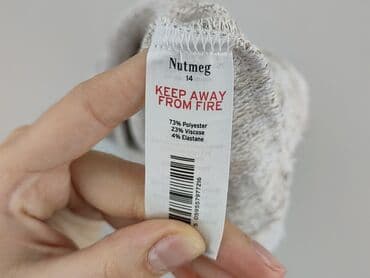 Nutmeg
14
KEEP AWAY
FROM FIRE
73% Polyester
23% Viscose
4% Elastane